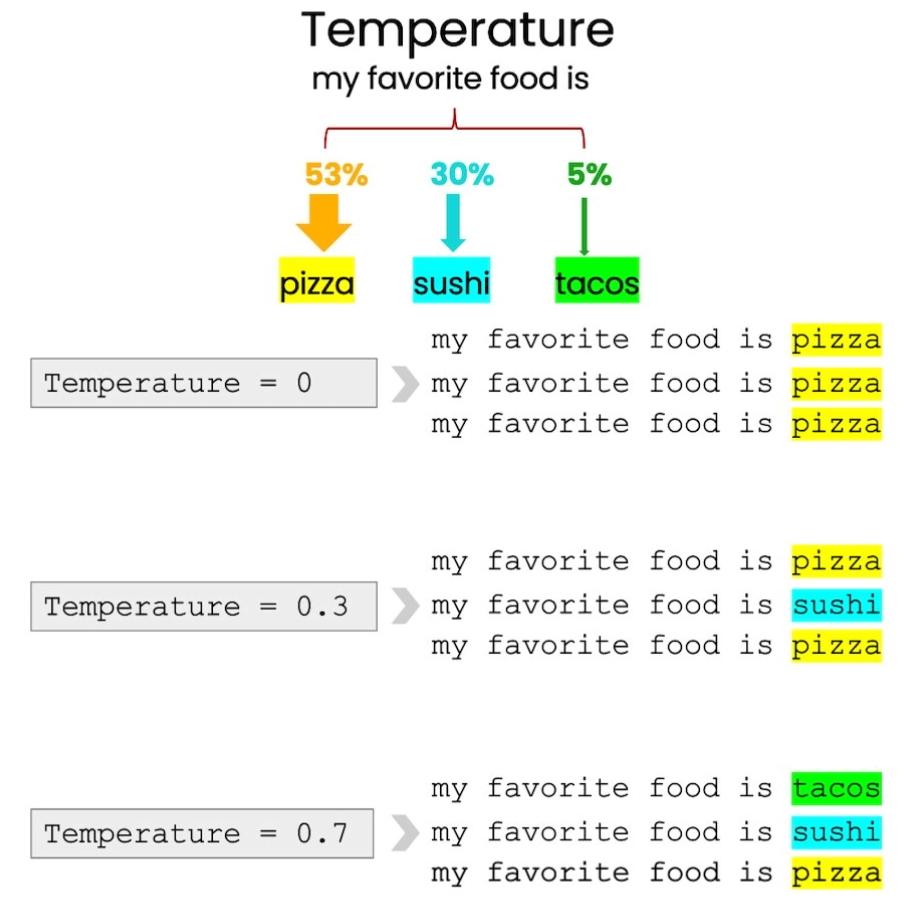 Temperature
my favorite food is
53% 30% 5%
pizza sushi tacos
my favorite food is pizza
Temperature = 0
my favorite food is pizza
my favorite food is pizza
my favorite food is pizza
Temperature = 0.3
my favorite food is sushi
my favorite food is pizza
my favorite food is tacos
Temperature = 0.7
my favorite food is sushi
my favorite food is pizza